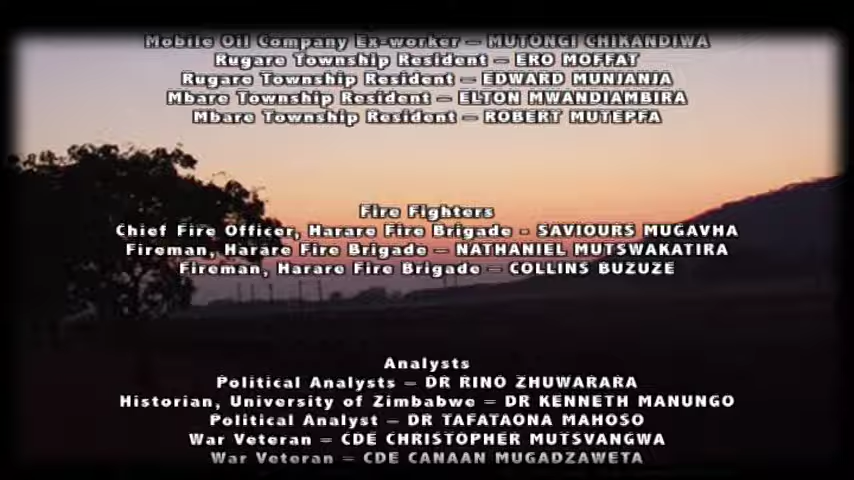 Mobile Oil Company Ex-worker – MUTONGI CHIKANDIWA
Rugare Township Resident – ERO MOFFAT
Rugare Township Resident – EDWARD MUNJANJA
Mbare Township Resident – ELTON MWANDIAMBIRA
Mbare Township Resident – ROBERT MUTEPFA
Fire Fighters
Chief Fire Officer, Harare Fire Brigade - SAVIOURS MUGAVHA
Fireman, Harare Fire Brigade – NATHANIEL MUTSWAKATIRA
Fireman, Harare Fire Brigade – COLLINS BUZUZE
Analysts
Political Analysts – DR RINO ZHUWARARA
Historian, University of Zimbabwe – DR KENNETH MANUNGO
Political Analyst – DR TAFATAONA MAHOSO
War Veteran – CDE CHRISTOPHER MUTSVANGWA
War Veteran – CDE CANAAN MUGADZAWETA